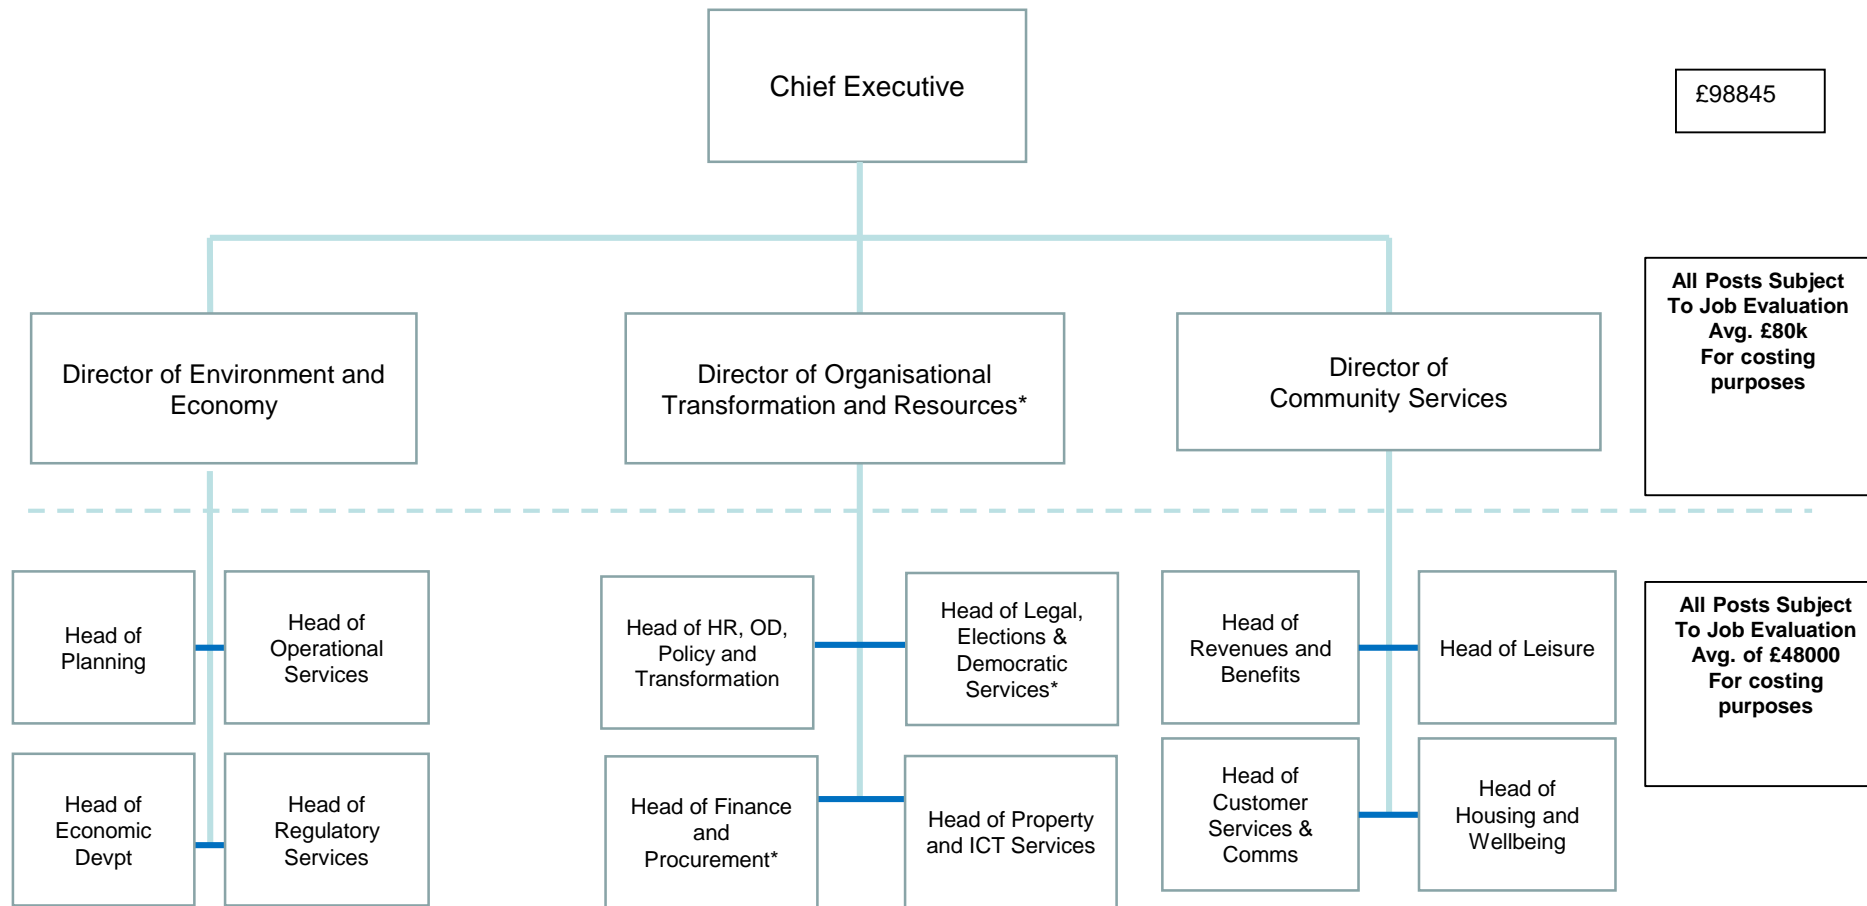 Chief Executive
£98845
Director of Environment and
Economy
Director of Organisational
Transformation and Resources*
Director of
Community Services
All Posts Subject
To Job Evaluation
Avg. £80k
For costing
purposes
Head of
Planning
Head of
Operational
Services
Head of HR, OD,
Policy and
Transformation
Head of Legal,
Elections &
Democratic
Services*
Head of
Revenues and
Benefits
Head of Leisure
All Posts Subject
To Job Evaluation
Avg. of £48000
For costing
purposes
Head of
Economic
Devpt
Head of
Regulatory
Services
Head of Finance
and
Procurement*
Head of Property
and ICT Services
Head of
Customer
Services &
Comms
Head of
Housing and
Wellbeing